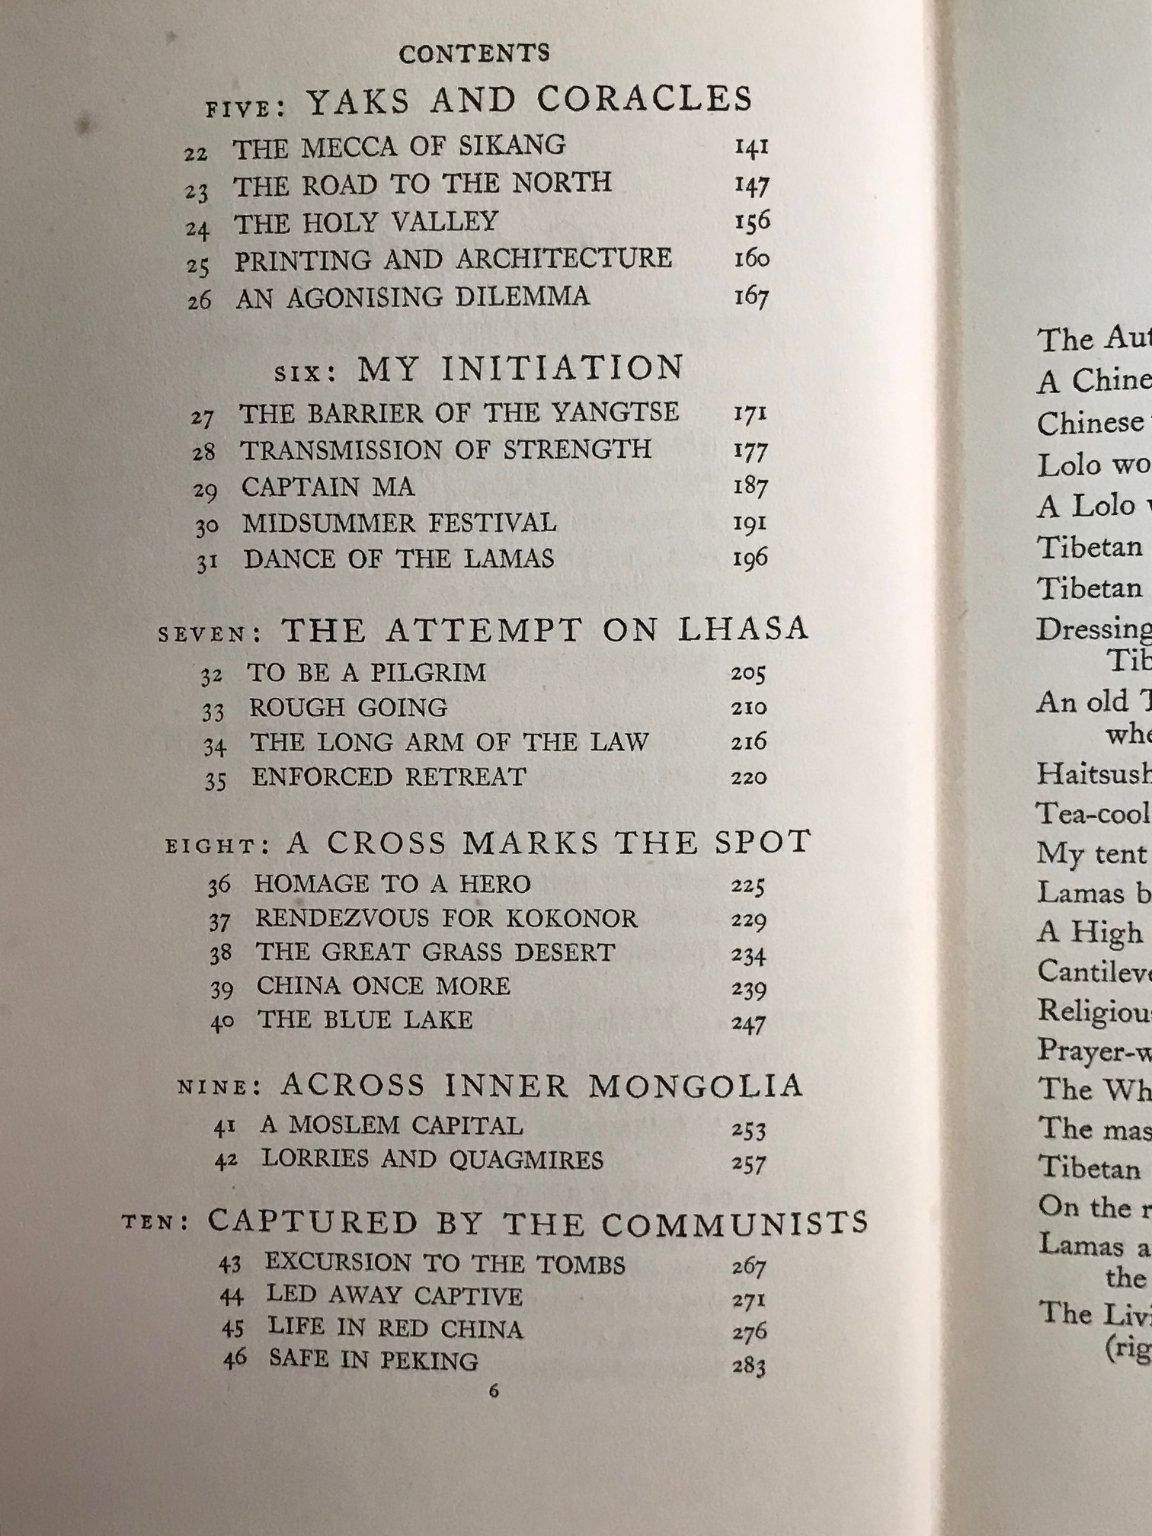 CONTENTS
FIVE: YAKS AND CORACLES
22 THE MECCA OF SIKANG 141
23 THE ROAD TO THE NORTH 147
24 THE HOLY VALLEY 156
25 PRINTING AND ARCHITECTURE 160
26 AN AGONISING DILEMMA 167
SIX: MY INITIATION
27 THE BARRIER OF THE YANGTSE 171
28 TRANSMISSION OF STRENGTH 177
29 CAPTAIN MA 187
30 MIDSUMMER FESTIVAL 191
31 DANCE OF THE LAMAS 196
SEVEN: THE ATTEMPT ON LHASA
32 TO BE A PILGRIM 205
33 ROUGH GOING 210
34 THE LONG ARM OF THE LAW 216
35 ENFORCED RETREAT 220
EIGHT: A CROSS MARKS THE SPOT
36 HOMAGE TO A HERO 225
37 RENDEZVOUS FOR KOKONOR 229
38 THE GREAT GRASS DESERT 234
39 CHINA ONCE MORE 239
40 THE BLUE LAKE 247
NINE: ACROSS INNER MONGOLIA
41 A MOSLEM CAPITAL 253
42 LORRIES AND QUAGMIRES 257
TEN: CAPTURED BY THE COMMUNISTS
43 EXCURSION TO THE TOMBS 267
44 LED AWAY CAPTIVE 271
45 LIFE IN RED CHINA 276
46 SAFE IN PEKING 283
6
The
A
Chinese
Lolo
A Lolo
Tibetan
Tibetan
Dressing
An old
My tent
Lamas
A High
The
The
Tibetan
On the
Lamas
the
The